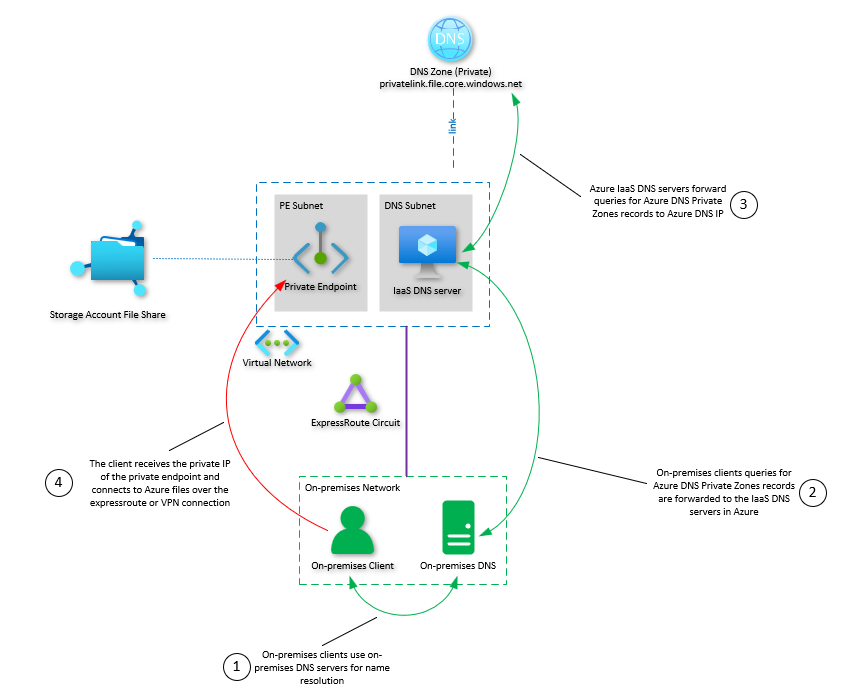 DNS
DNS Zone (Private)
privatelink.file.core.windows.net
link
Azure IaaS DNS servers forward
queries for Azure DNS Private
Zones records to Azure DNS IP
3
PE Subnet
DNS Subnet
Private Endpoint
IaaS DNS server
Storage Account File Share
Virtual Network
ExpressRoute Circuit
4
The client receives the private IP
of the private endpoint and
connects to Azure files over the
expressroute or VPN connection
On-premises clients queries for
Azure DNS Private Zones records
are forwarded to the IaaS DNS
servers in Azure
2
On-premises Network
On-premises Client
On-premises DNS
1
On-premises clients use on-
premises DNS servers for name
resolution